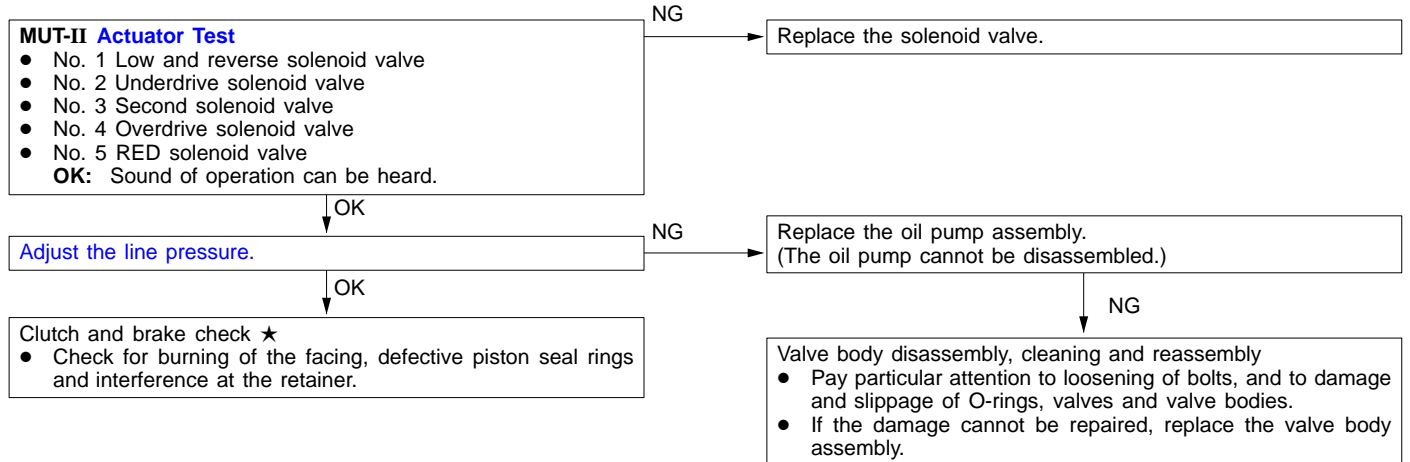 MUT-II Actuator Test
● No. 1 Low and reverse solenoid valve
● No. 2 Underdrive solenoid valve
● No. 3 Second solenoid valve
● No. 4 Overdrive solenoid valve
● No. 5 RED solenoid valve
OK: Sound of operation can be heard.
NG
Replace the solenoid valve.
OK
Adjust the line pressure.
NG
Replace the oil pump assembly.
(The oil pump cannot be disassembled.)
OK
NG
Clutch and brake check ★
● Check for burning of the facing, defective piston seal rings
and interference at the retainer.
Valve body disassembly, cleaning and reassembly
● Pay particular attention to loosening of bolts, and to damage
and slippage of O-rings, valves and valve bodies.
● If the damage cannot be repaired, replace the valve body
assembly.